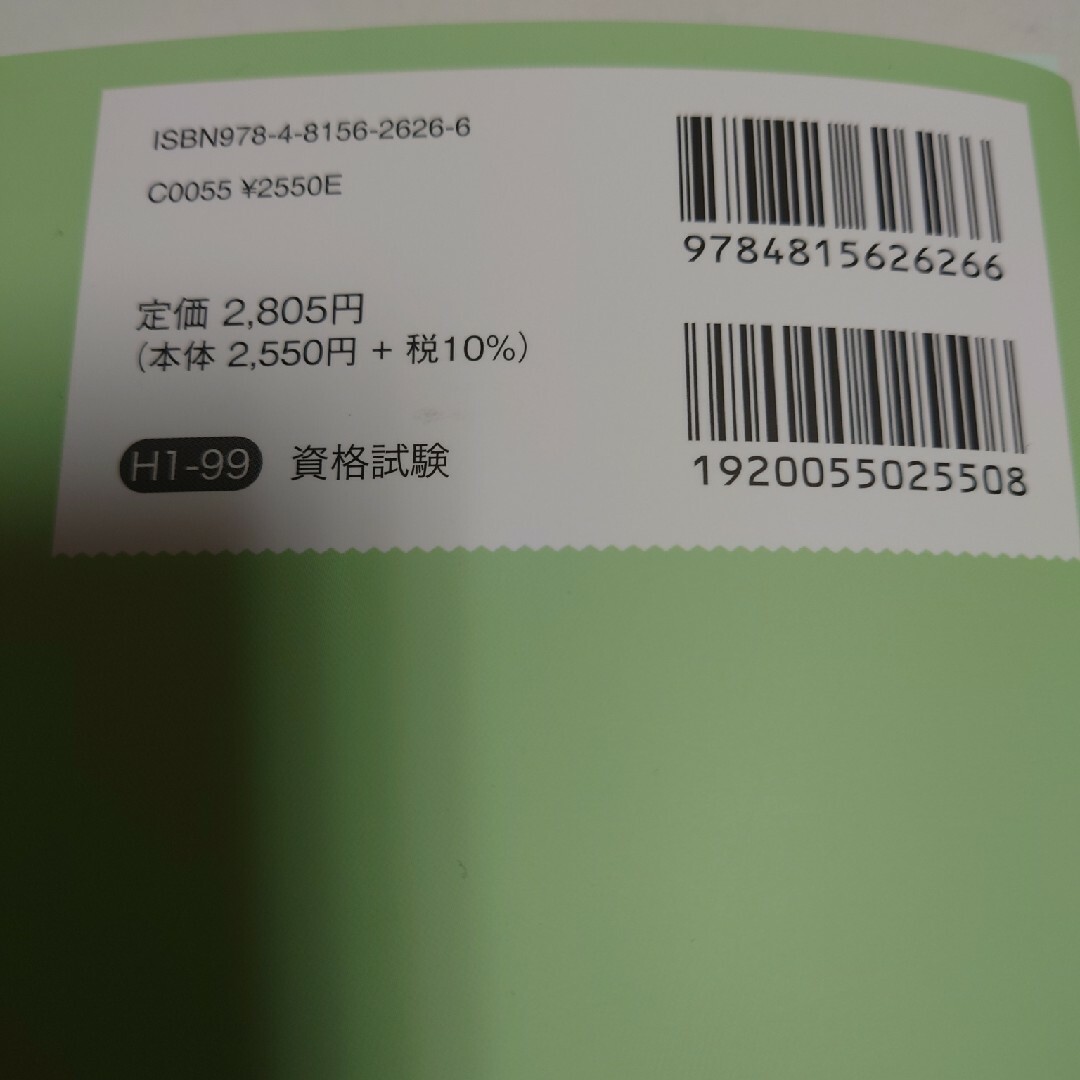 ISBN978-4-8156-2626-6
C0055 ¥2550E
定価 2,805円
(本体 2,550円 + 税10%)
H1-99 資格試験
9784815626266
1920055025508